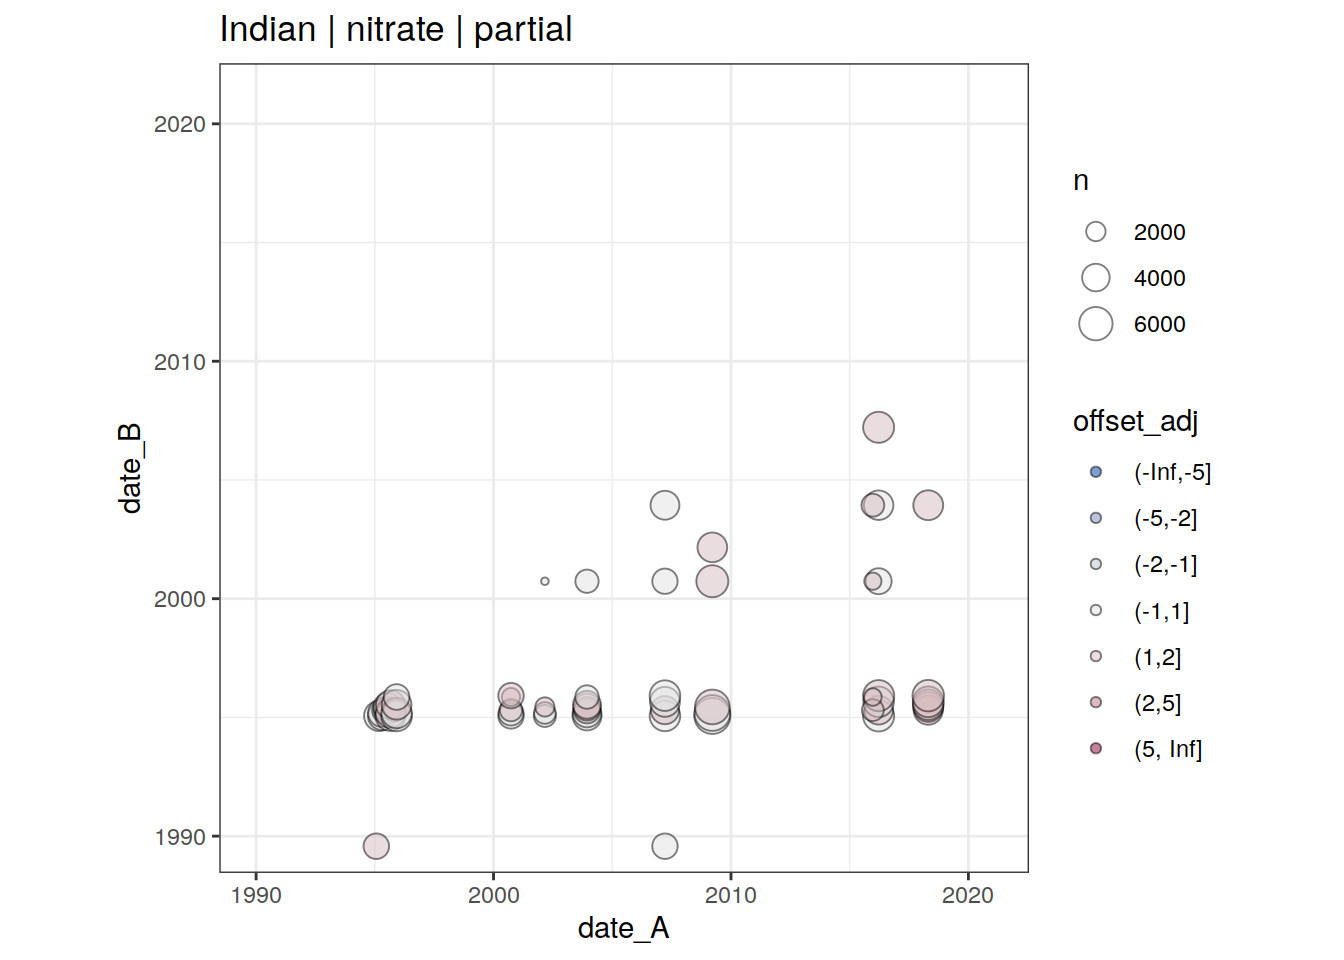 Indian | nitrate | partial
2020
2010
2000
1990
date_B
1990
2000
2010
2020
date_A
n
2000
4000
6000
offset_adj
(-Inf,-5]
(-5,-2]
(-2,-1]
(-1,1]
(1,2]
(2,5]
(5, Inf]